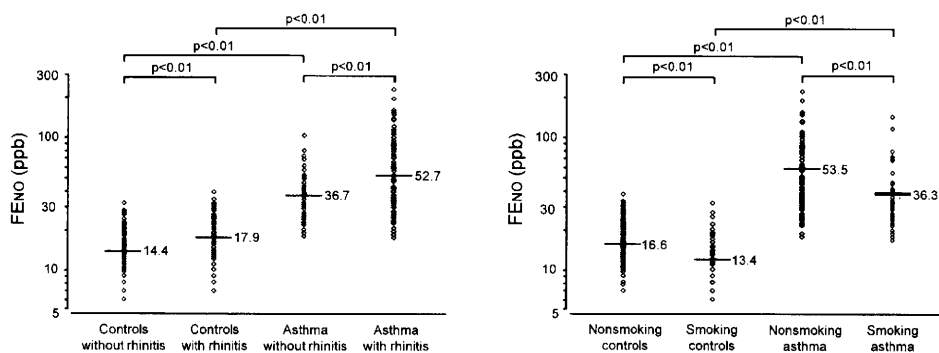 p<0.01
p<0.01
p<0.01 p<0.01
300
100
30
10
5
FENO (ppb)
14.4
17.9
36.7
52.7
Controls without rhinitis
Controls with rhinitis
Asthma without rhinitis
Asthma with rhinitis
p<0.01
p<0.01
p<0.01 p<0.01
300
100
30
10
5
FENO (ppb)
16.6
13.4
53.5
36.3
Nonsmoking controls
Smoking controls
Nonsmoking asthma
Smoking asthma